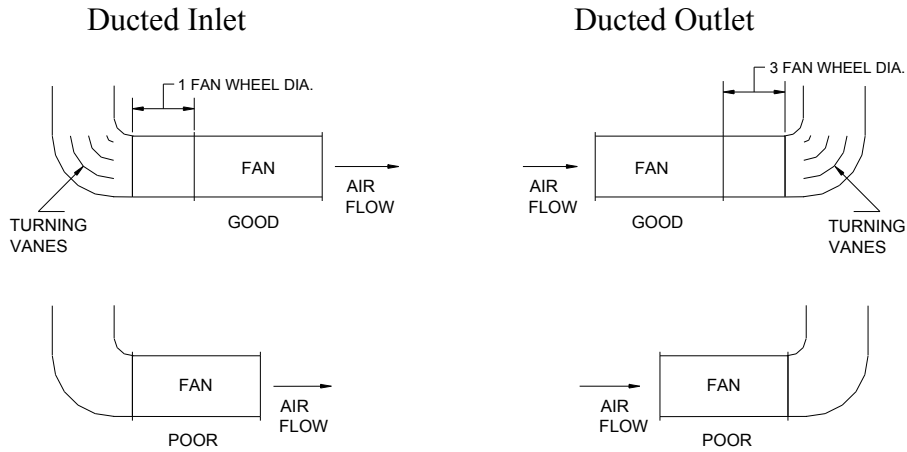 Ducted Inlet
Ducted Outlet
1 FAN WHEEL DIA.
3 FAN WHEEL DIA.
FAN
AIR
FLOW
GOOD
TURNING
VANES
FAN
AIR
FLOW
GOOD
TURNING
VANES
FAN
AIR
FLOW
POOR
FAN
AIR
FLOW
POOR